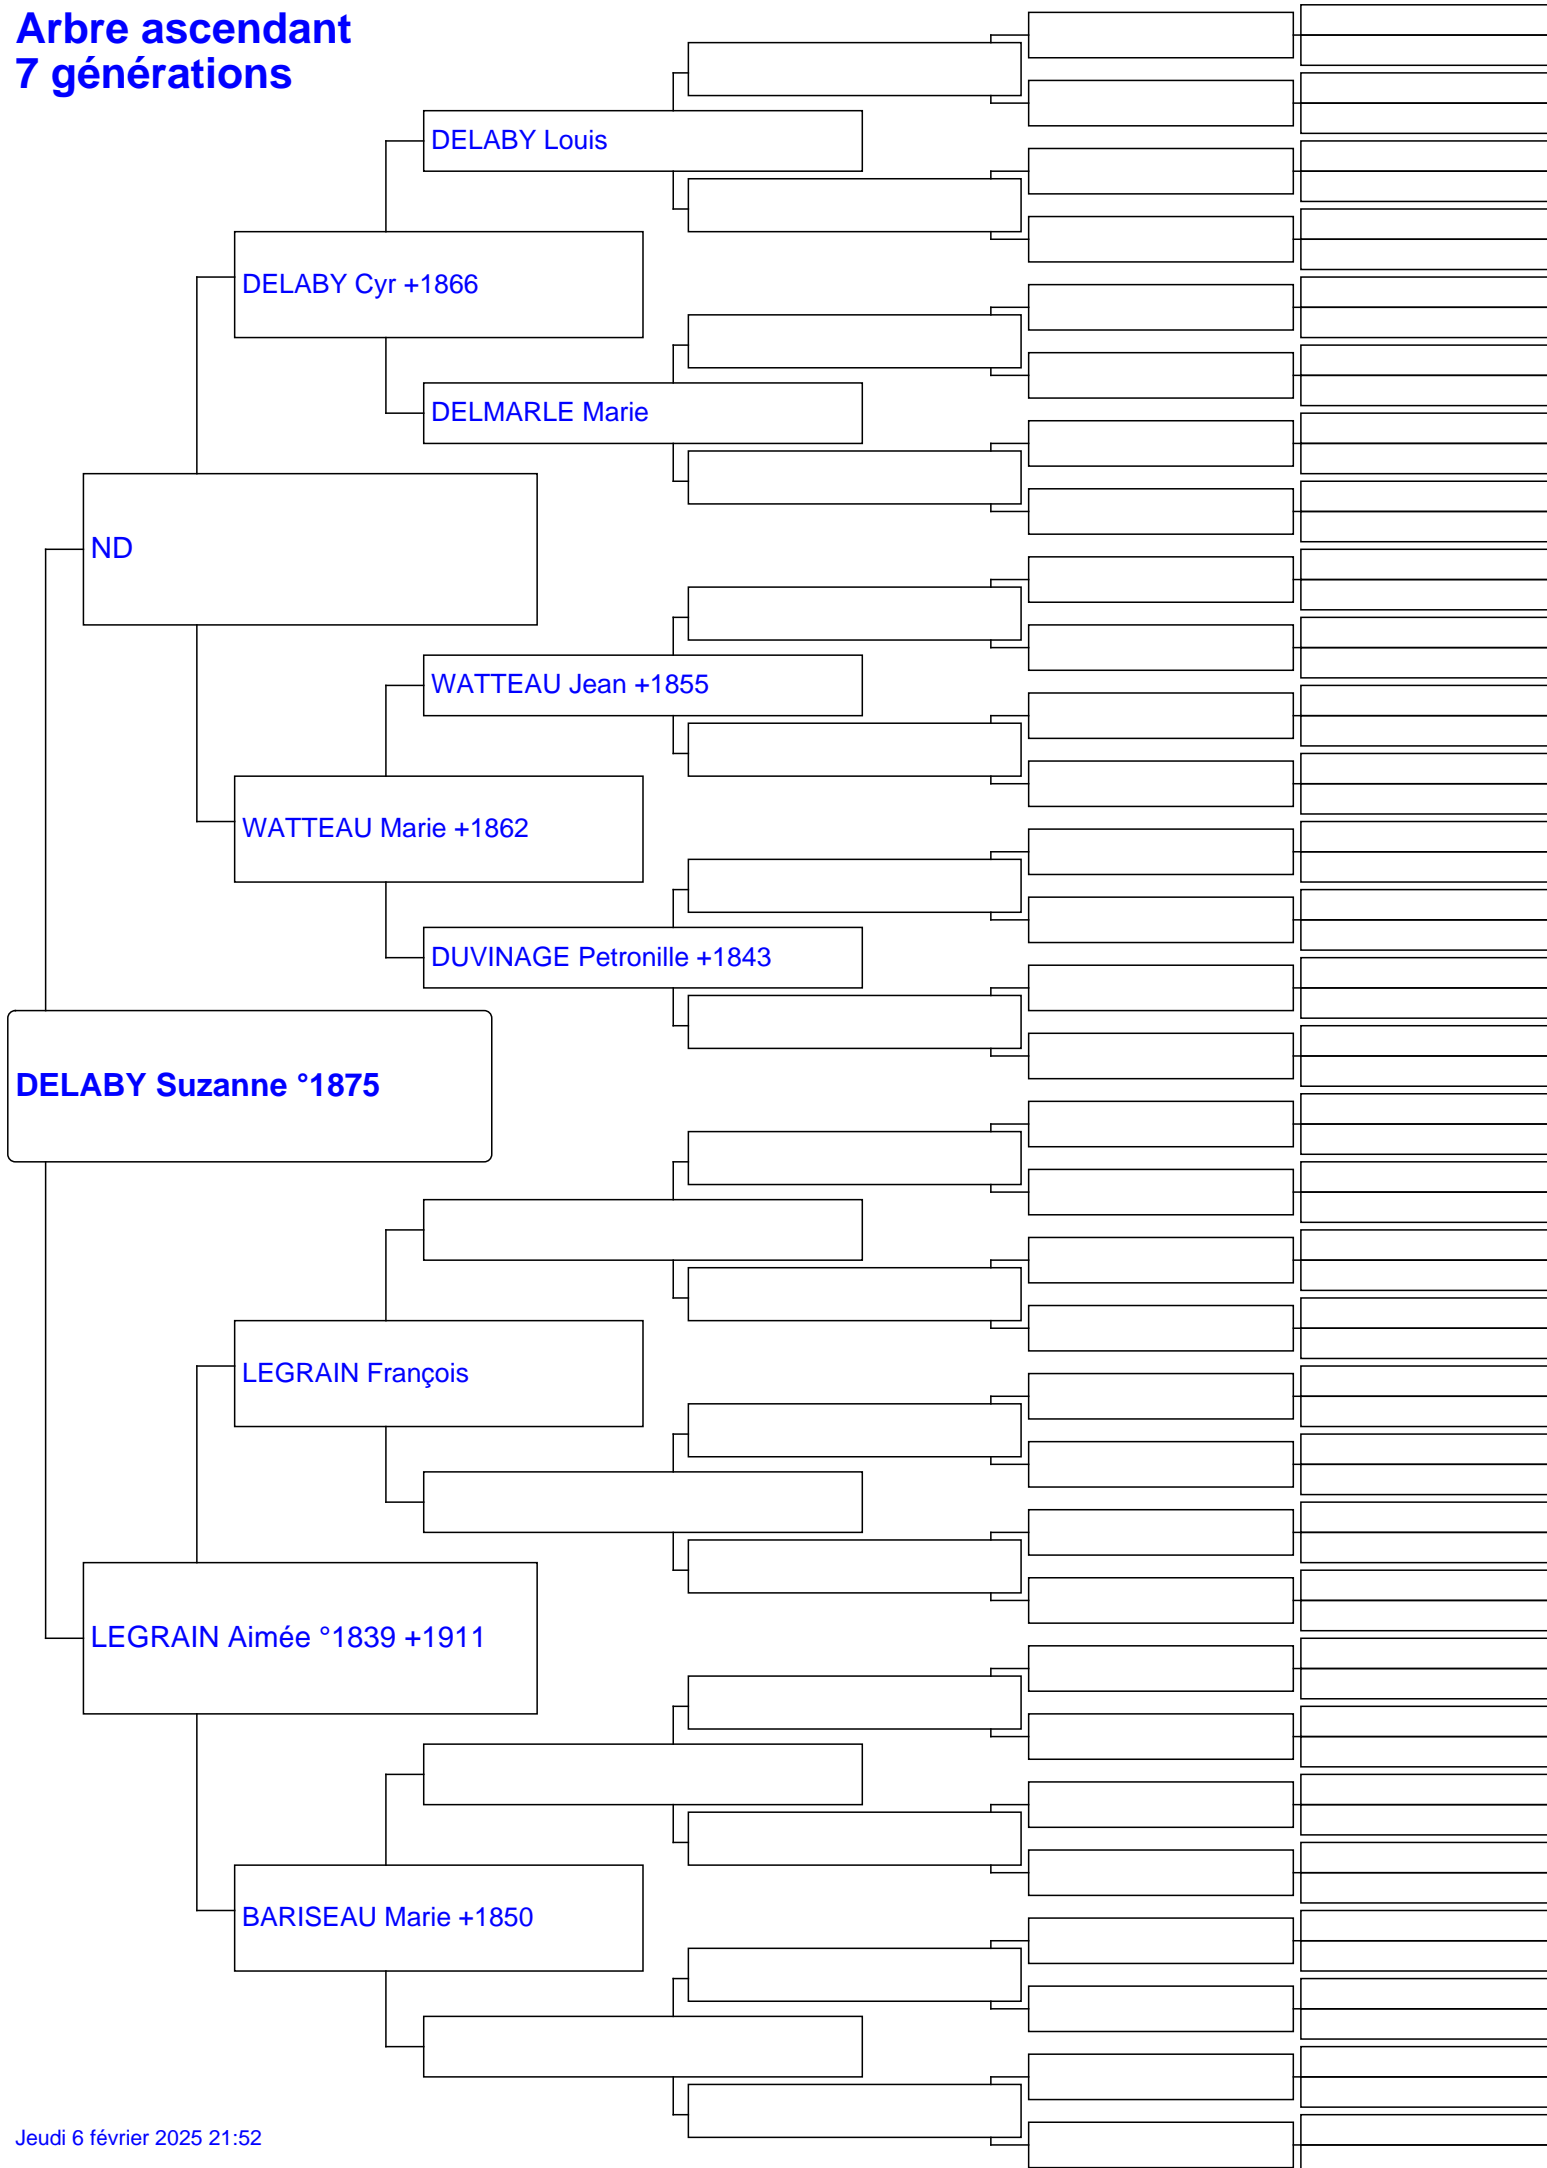 Arbre ascendant
7 générations
DELABY Louis
DELABY Cyr +1866
DELMARLE Marie
ND
WATTEAU Jean +1855
WATTEAU Marie +1862
DUVINAGE Petronille +1843
DELABY Suzanne °1875
LEGRAIN François
LEGRAIN Aimée °1839 +1911
BARISEAU Marie +1850
Jeudi 6 février 2025 21:52